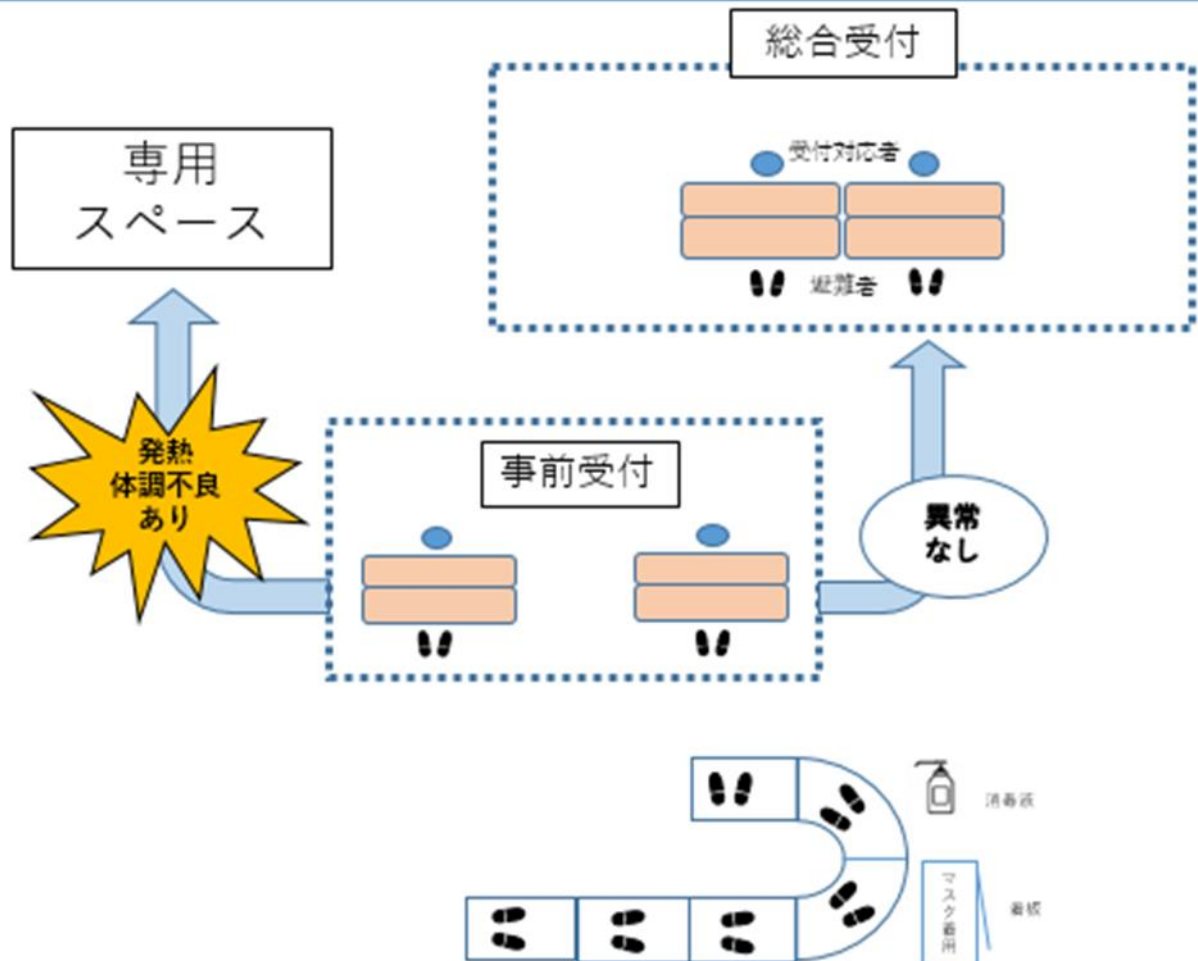 総合受付
専用
スペース
受付対応者
避難者
発熱
体調不良
あり
事前受付
異常
なし
消毒液
マスク着用
看板